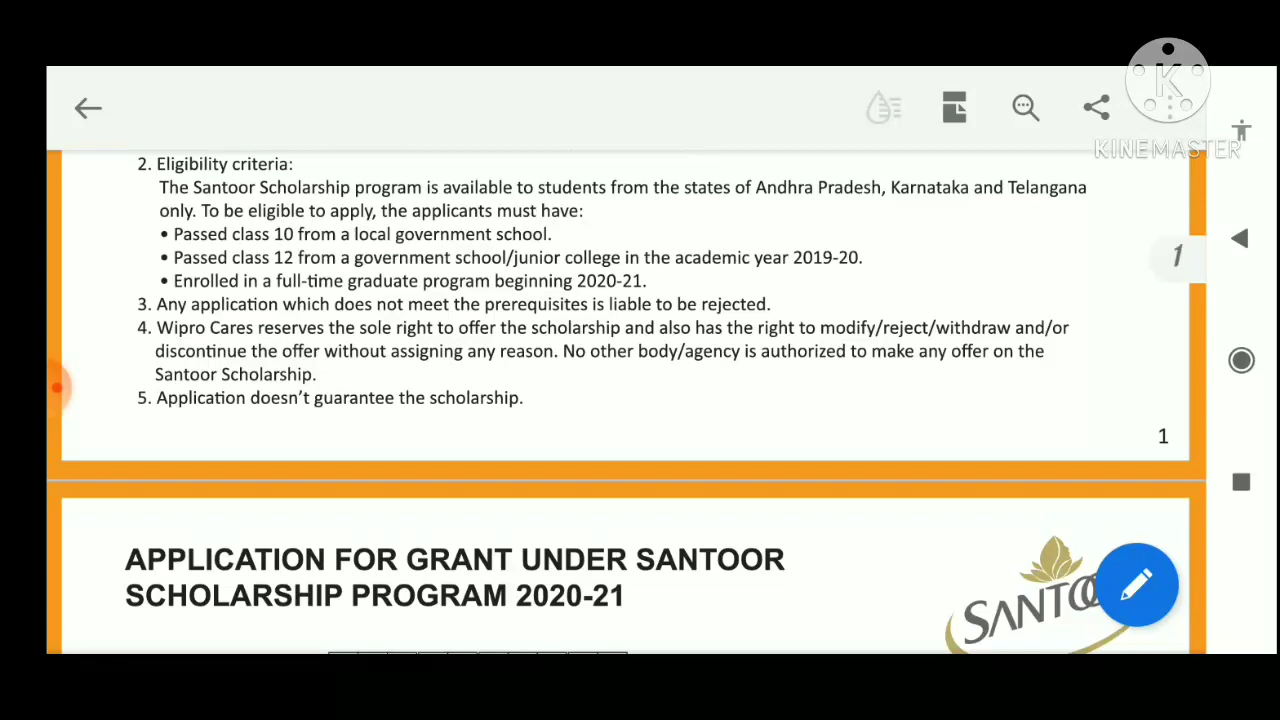 KINEMASTER
2. Eligibility criteria:
The Santoor Scholarship program is available to students from the states of Andhra Pradesh, Karnataka and Telangana
only. To be eligible to apply, the applicants must have:
• Passed class 10 from a local government school.
• Passed class 12 from a government school/junior college in the academic year 2019-20.
• Enrolled in a full-time graduate program beginning 2020-21.
3. Any application which does not meet the prerequisites is liable to be rejected.
4. Wipro Cares reserves the sole right to offer the scholarship and also has the right to modify/reject/withdraw and/or
discontinue the offer without assigning any reason. No other body/agency is authorized to make any offer on the
Santoor Scholarship.
5. Application doesn't guarantee the scholarship.
1
1
APPLICATION FOR GRANT UNDER SANTOOR
SCHOLARSHIP PROGRAM 2020-21